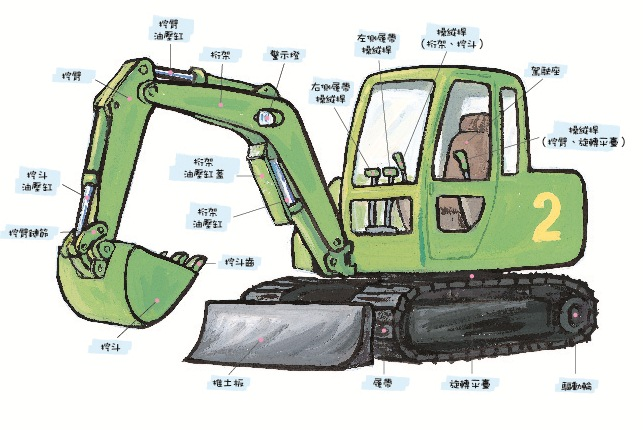 挖臂
油壓缸
桁架
警示燈
左側履帶
操縱桿
操縱桿
(桁架、挖斗)
挖臂
右側履帶
操縱桿
駕駛座
操縱桿
(挖臂、旋轉平臺)
挖斗
油壓缸
桁架
油壓缸蓋
桁架
油壓缸
挖臂鏈節
挖斗齒
2
挖斗
推土板
履帶
旋轉平臺
驅動輪